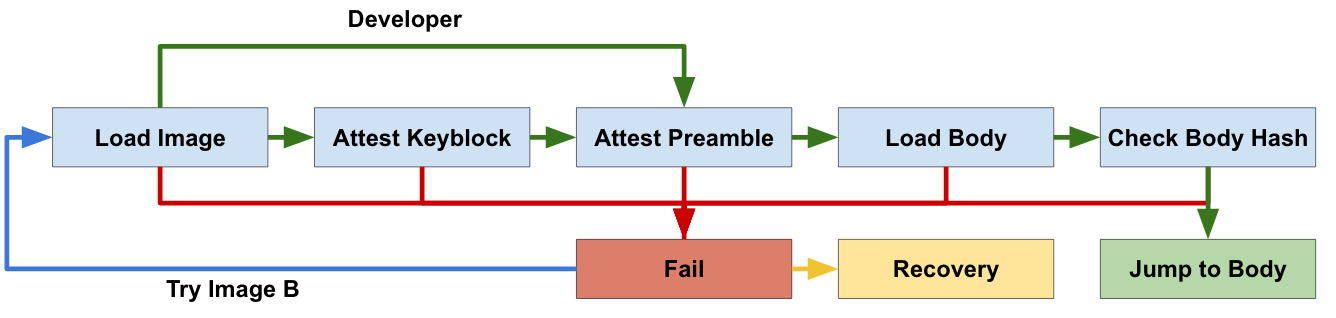 Developer
Load Image
Attest Keyblock
Attest Preamble
Load Body
Check Body Hash
Fail
Recovery
Jump to Body
Try Image B